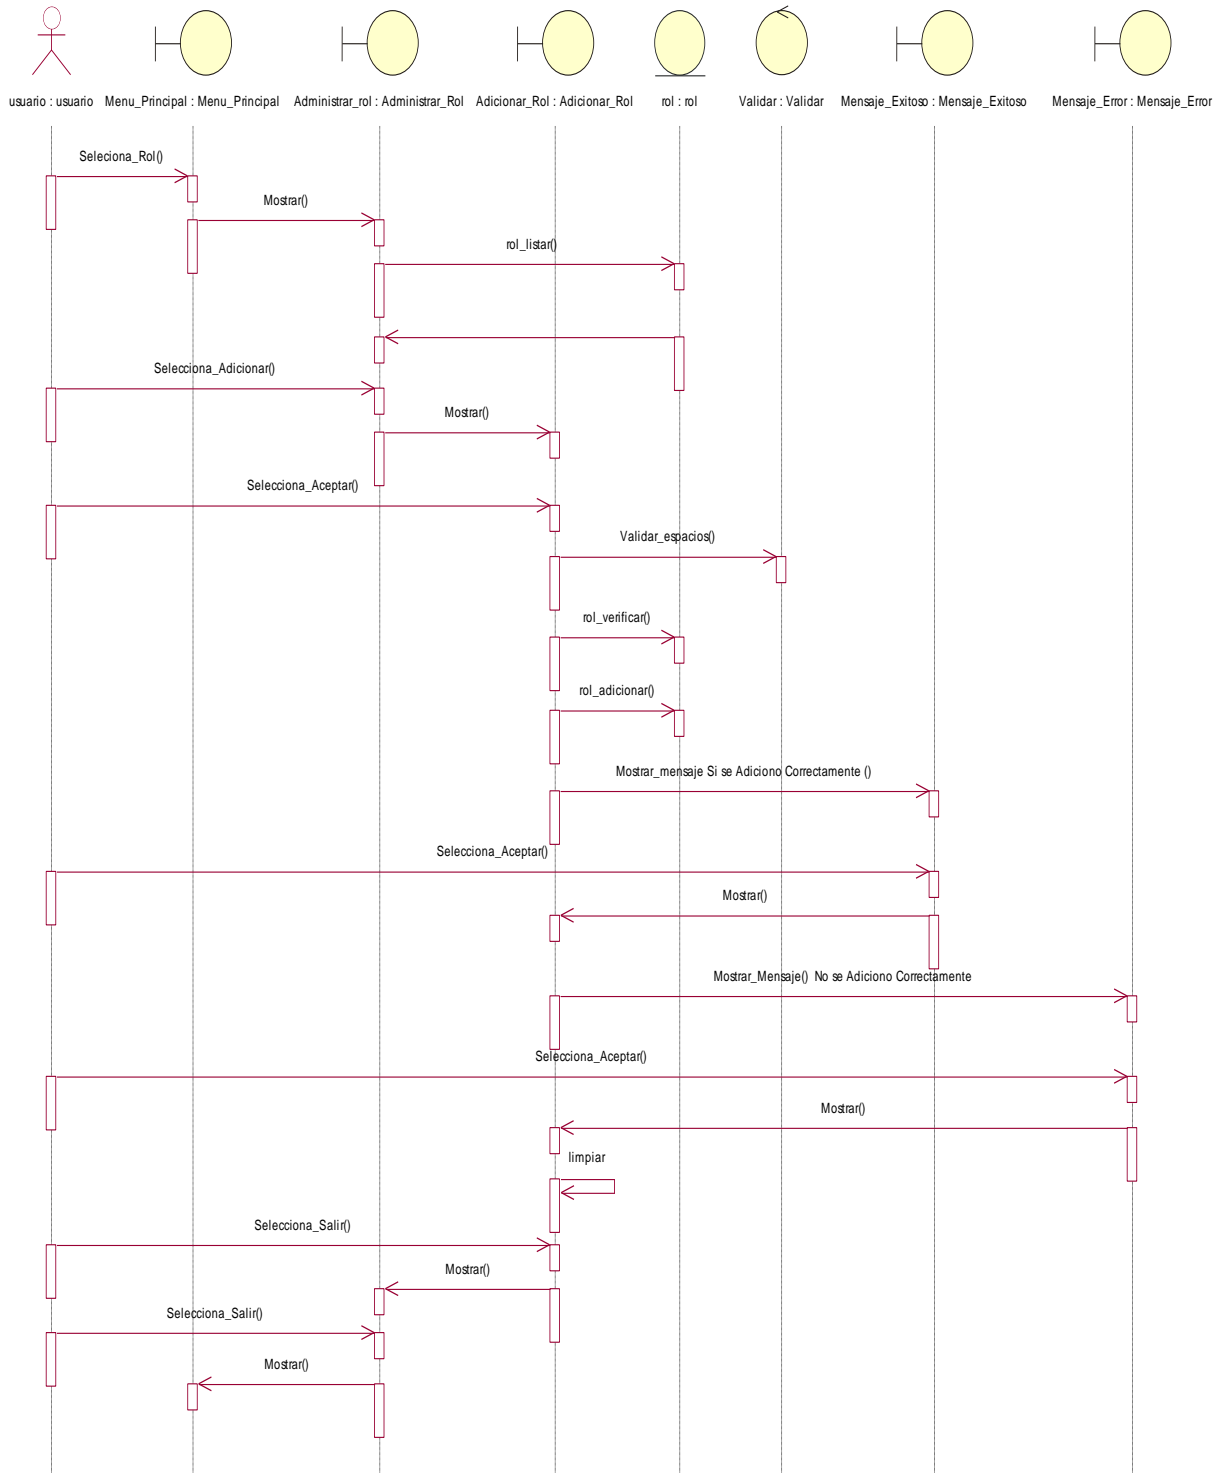 usuario : usuario
Menu_Principal : Menu_Principal
Administrar_rol : Administrar_Rol
Adicionar_Rol : Adicionar_Rol
rol : rol
Validar : Validar
Mensaje_Exitoso : Mensaje_Exitoso
Mensaje_Error : Mensaje_Error
Seleciona_Rol()
Mostrar()
rol_listar()
Selecciona_Adicionar()
Mostrar()
Selecciona_Aceptar()
Validar_espacios()
rol_verificar()
rol_adicionar()
Mostrar_mensaje Si se Adiciono Correctamente ()
Selecciona_Aceptar()
Mostrar()
Mostrar_Mensaje() No se Adiciono Correctamente
Selecciona_Aceptar()
Mostrar()
limpiar
Selecciona_Salir()
Mostrar()
Selecciona_Salir()
Mostrar()